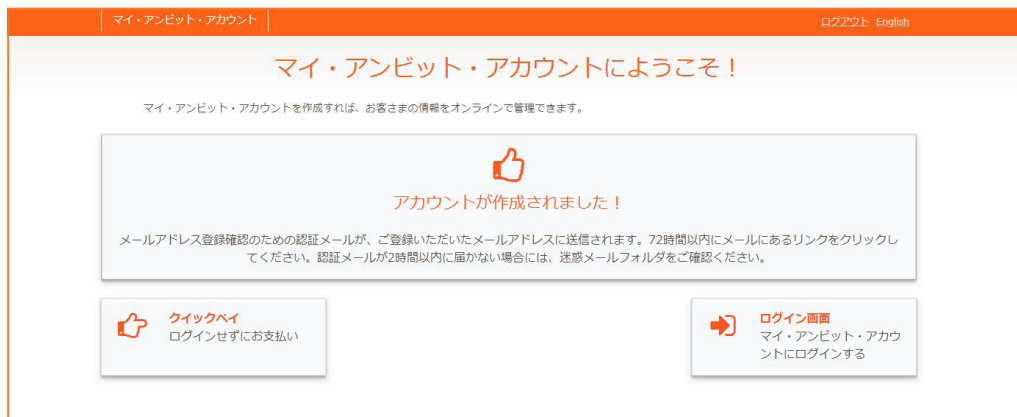 マイ・アンビット・アカウント
ログアウト English
マイ・アンビット・アカウントにようこそ！
マイ・アンビット・アカウントを作成すれば、お客さまの情報をオンラインで管理できます。
アカウントが作成されました！
メールアドレス登録確認のための認証メールが、ご登録いただいたメールアドレスに送信されます。72時間以内にメールにあるリンクをクリックし
てください。認証メールが2時間以内に届かない場合には、迷惑メールフォルダをご確認ください。
クイックペイ
ログインせずにお支払い
ログイン画面
マイ・アンビット・アカウ
ントにログインする